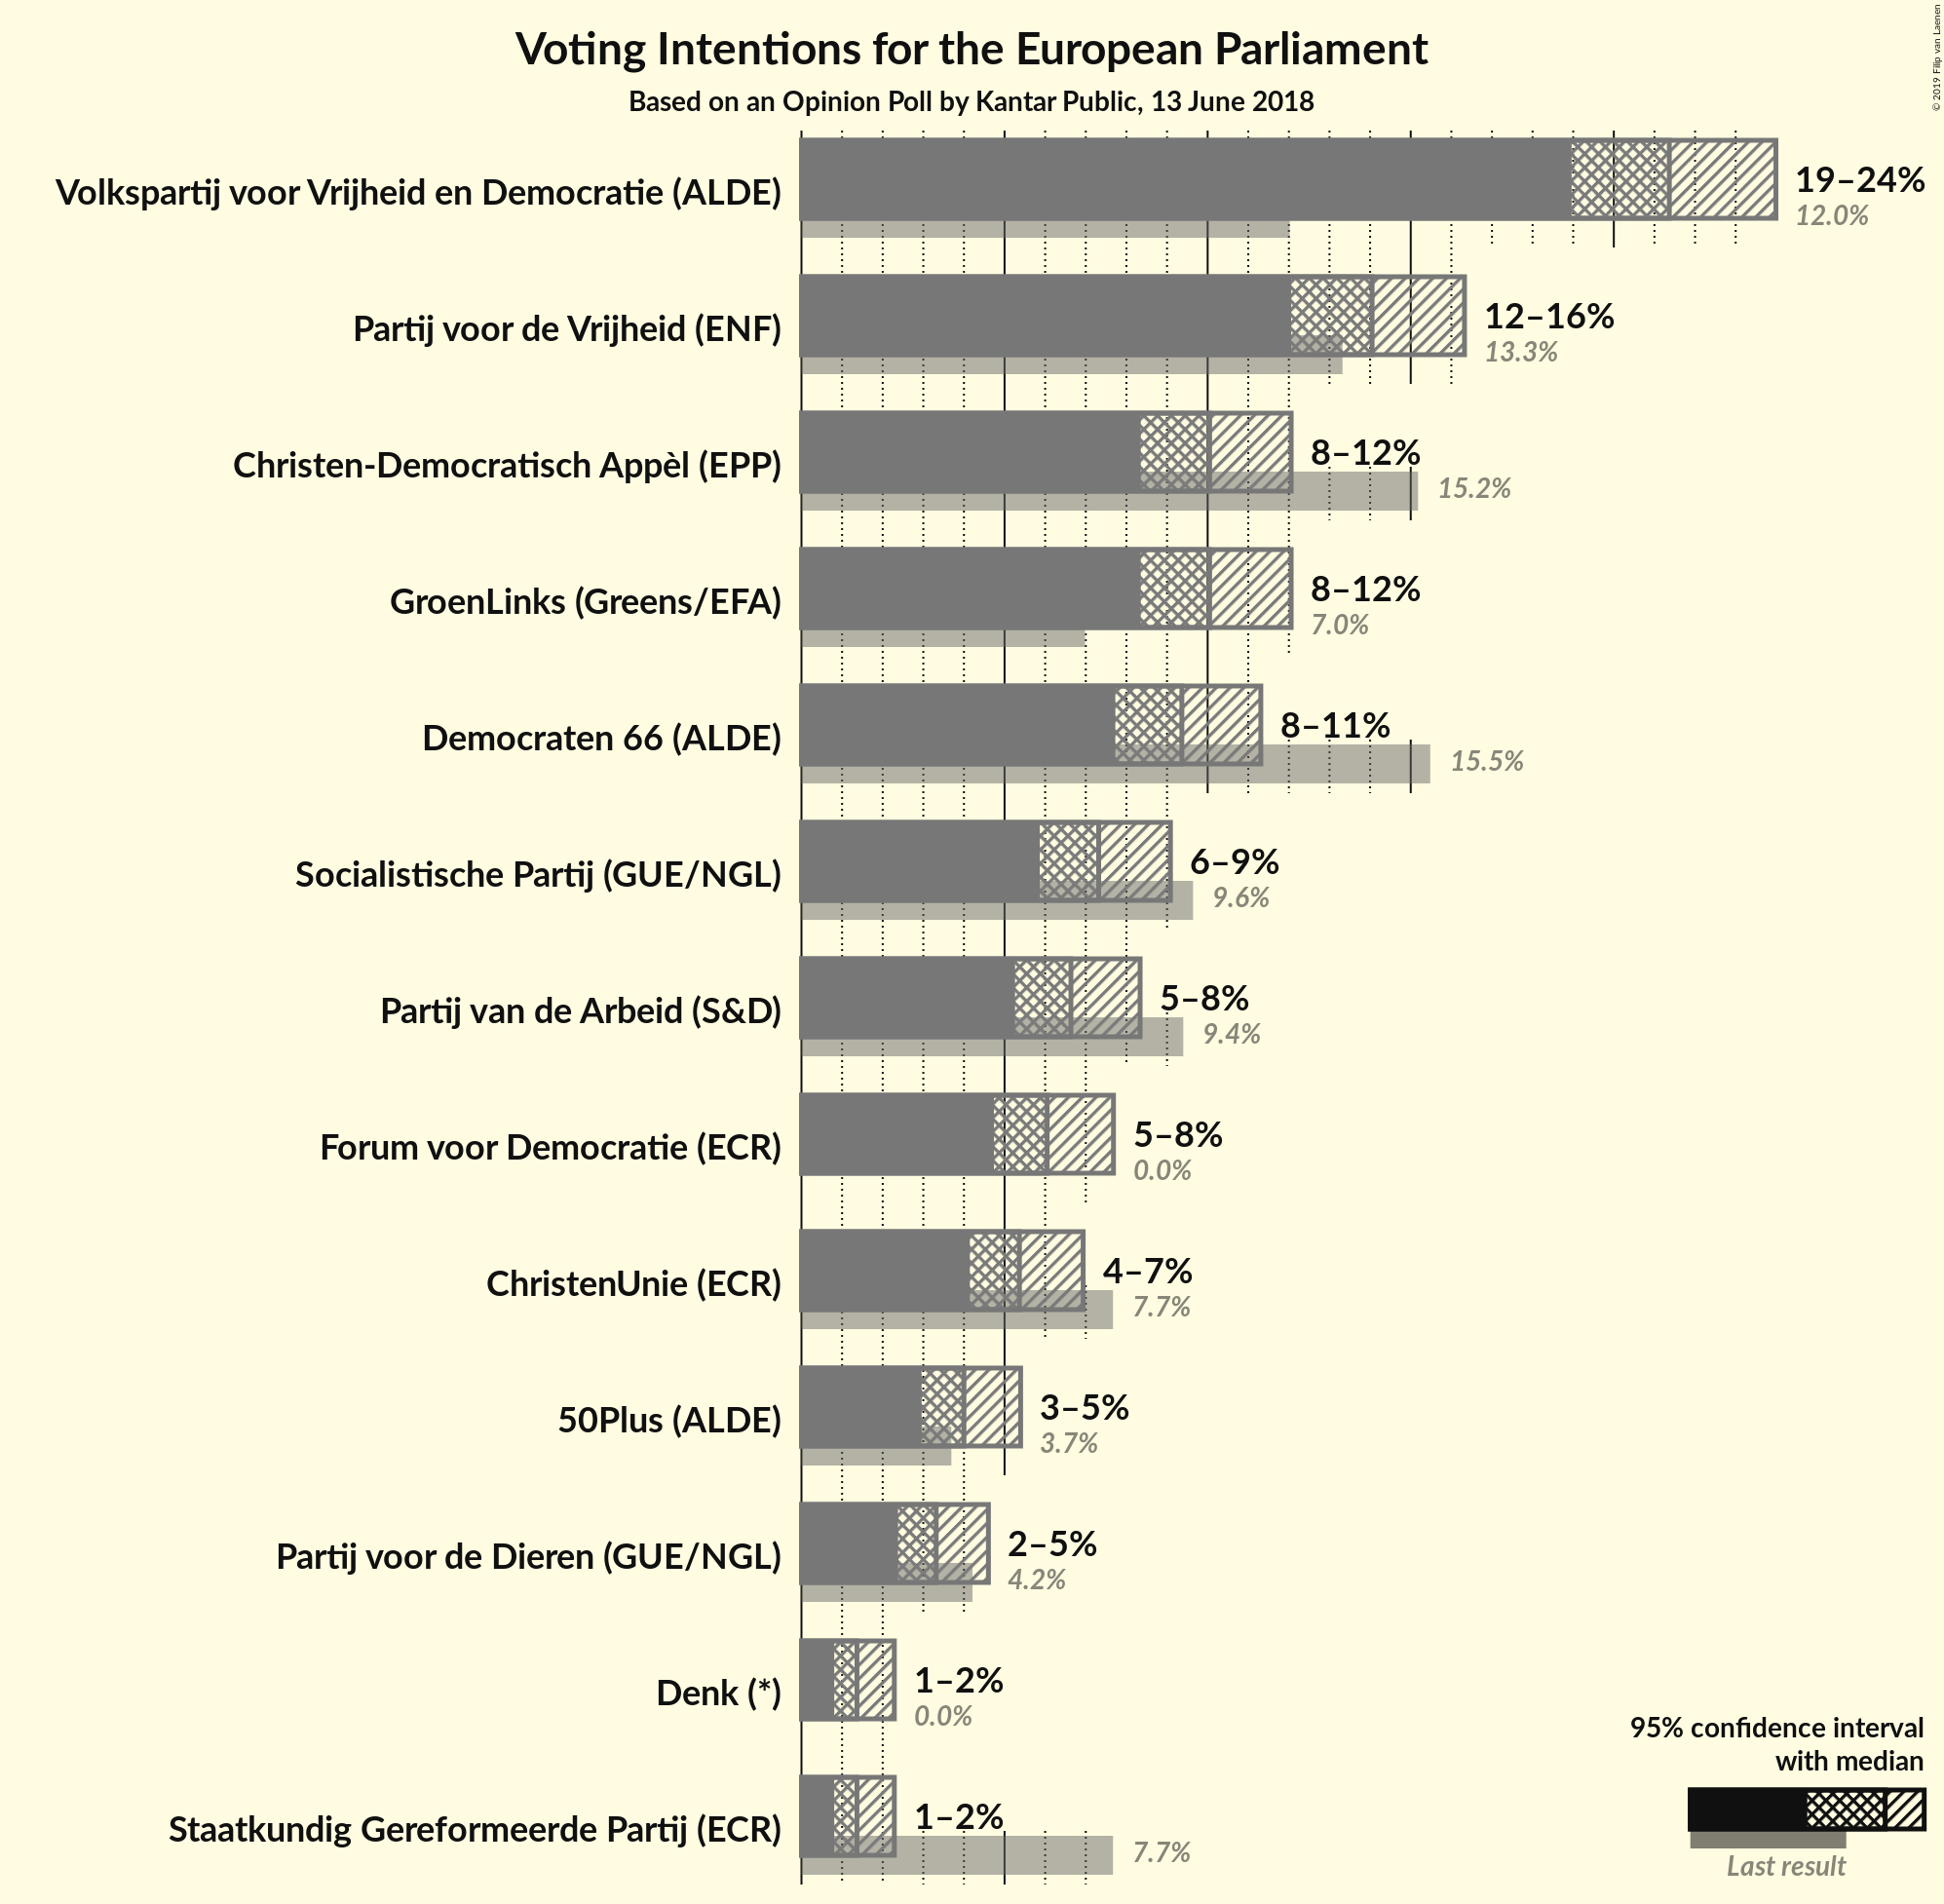 Voting Intentions for the European Parliament
Based on an Opinion Poll by Kantar Public, 13 June 2018
© 2019 Filip van Laenen
Volkspartij voor Vrijheid en Democratie (ALDE)
19–24%
12.0%
Partij voor de Vrijheid (ENF)
12–16%
13.3%
Christen-Democratisch Appèl (EPP)
8–12%
15.2%
GroenLinks (Greens/EFA)
8–12%
7.0%
Democraten 66 (ALDE)
8–11%
15.5%
Socialistische Partij (GUE/NGL)
6–9%
9.6%
Partij van de Arbeid (S&D)
5–8%
9.4%
Forum voor Democratie (ECR)
5–8%
0.0%
ChristenUnie (ECR)
4–7%
7.7%
50Plus (ALDE)
3–5%
3.7%
Partij voor de Dieren (GUE/NGL)
2–5%
4.2%
Denk (*)
1–2%
0.0%
Staatkundig Gereformeerde Partij (ECR)
1–2%
7.7%
95% confidence interval
with median
Last result